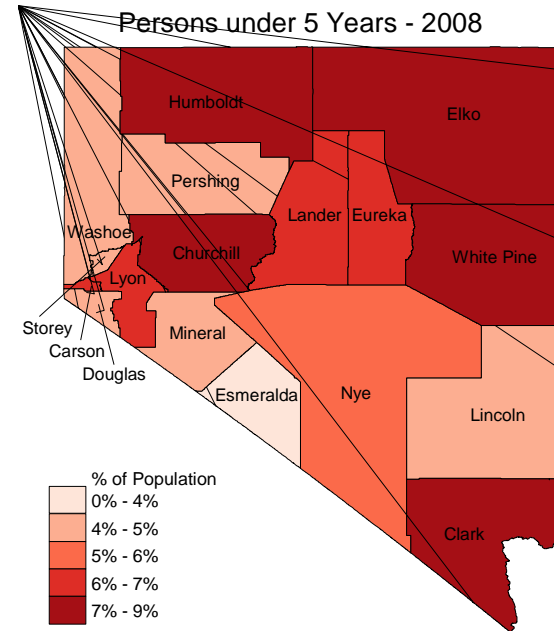 Persons under 5 Years - 2008
Humboldt
Elko
Pershing
Lander
Eureka
Washoe
Churchill
White Pine
Lyon
Storey
Carson
Douglas
Mineral
Esmeralda
Nye
Lincoln
Clark
% of Population
0% - 4%
4% - 5%
5% - 6%
6% - 7%
7% - 9%